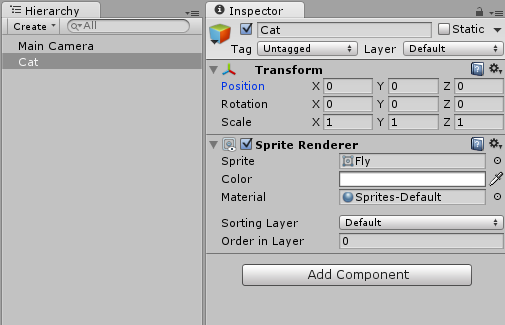 Hierarchy
Create All
Main Camera
Cat
Inspector
Cat Static
Tag Untagged Layer Default
Transform
Position X 0 Y 0 Z 0
Rotation X 0 Y 0 Z 0
Scale X 1 Y 1 Z 1
Sprite Renderer
Sprite Fly
Color
Material Sprites-Default
Sorting Layer Default
Order in Layer 0
Add Component